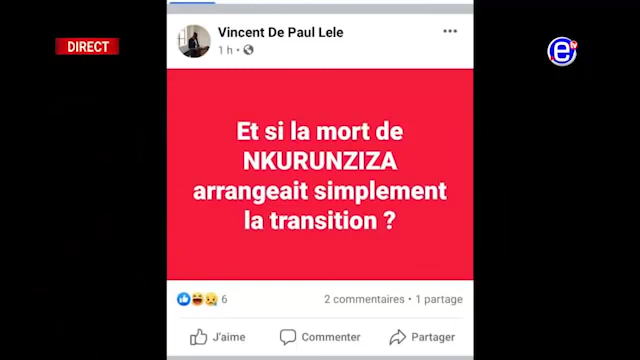 DIRECT
Vincent De Paul Lele
1 h
Et si la mort de
NKURUNZIZA
arrangeait simplement
la transition ?
6
2 commentaires • 1 partage
J'aime
Commenter
Partager
e tv